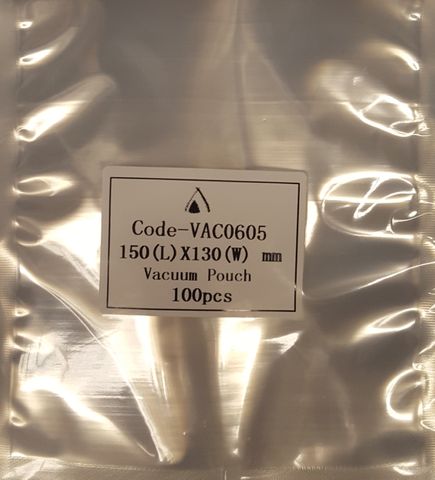 Code-VAC0605
150(L)X130(W) mm
Vacuum Pouch
100pcs